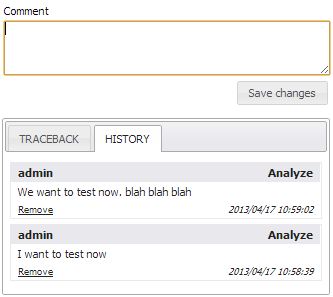 Comment
Save changes
TRACEBACK HISTORY
admin Analyze
We want to test now. blah blah blah
Remove 2013/04/17 10:59:02
admin Analyze
I want to test now
Remove 2013/04/17 10:58:39